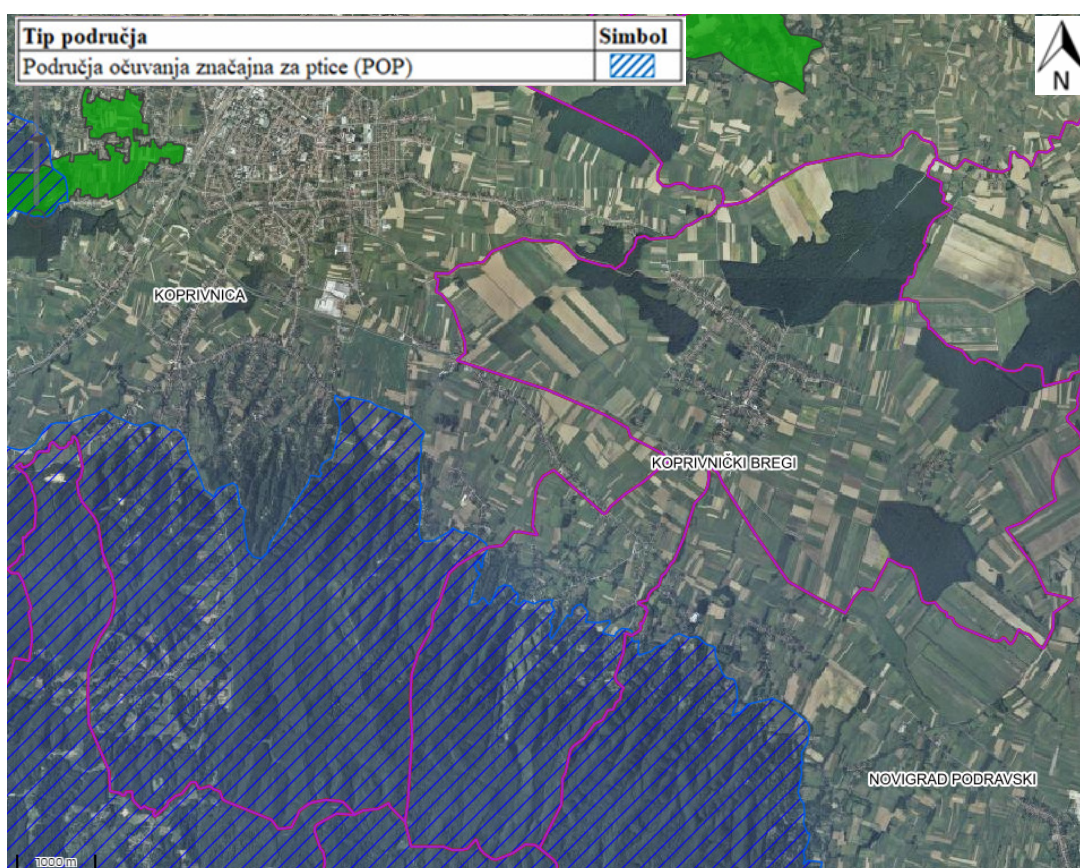 Tip područja Simbol
Područja očuvanja značajna za ptice (POP)
N
KOPRIVNICA
KOPRIVNIČKI BREGI
NOVIGRAD PODRAVSKI
1000 m